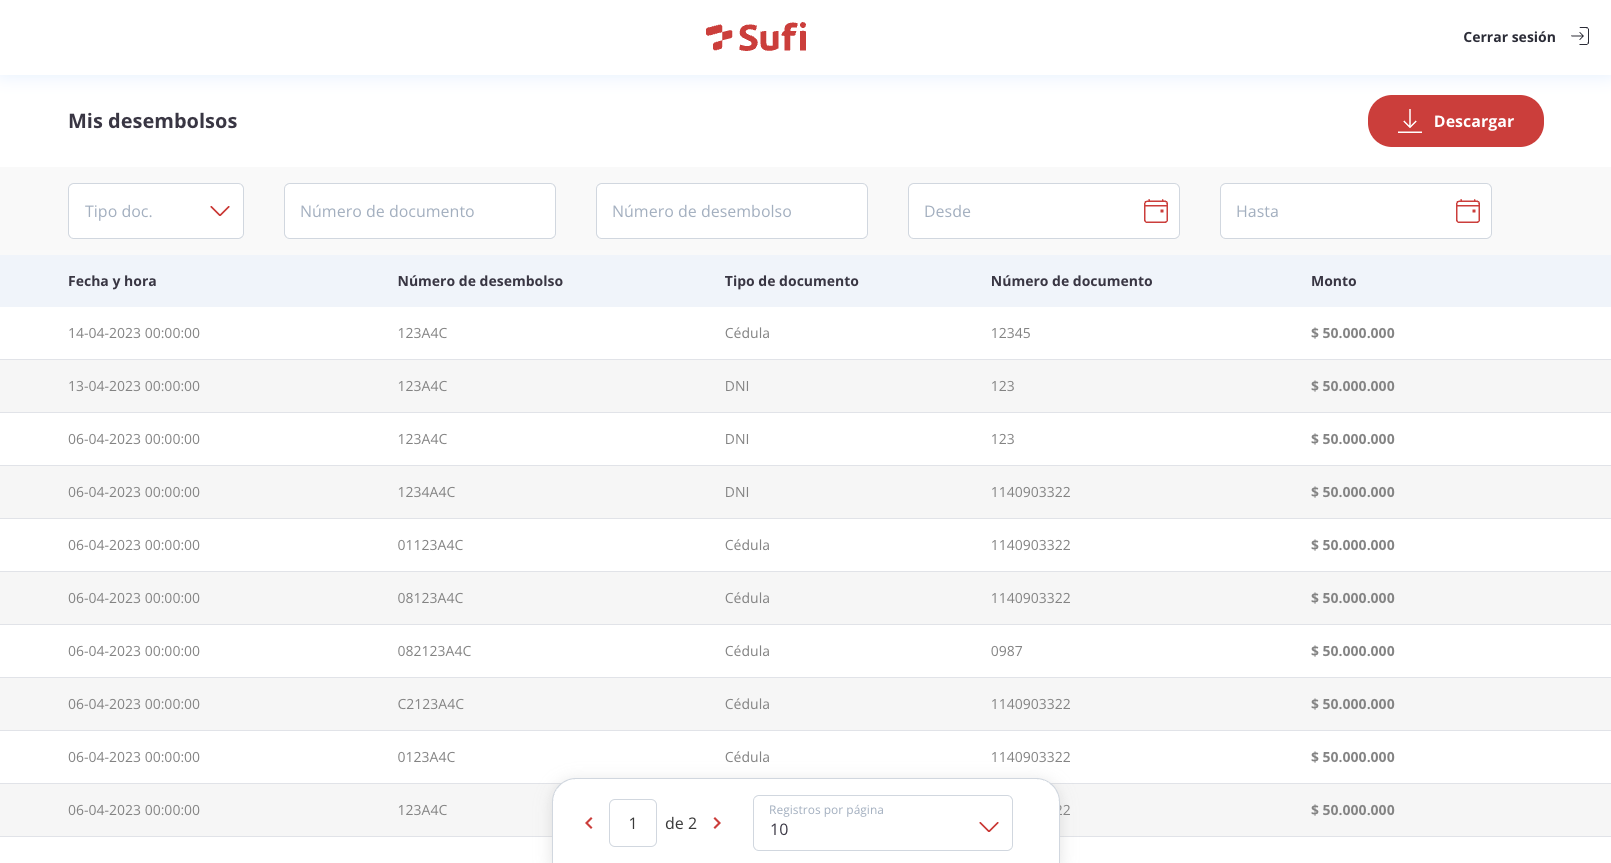 Sufi
Cerrar sesión
Mis desembolsos
Descargar
Tipo doc. Número de documento Número de desembolso Desde Hasta
Fecha y hora Número de desembolso Tipo de documento Número de documento Monto
14-04-2023 00:00:00 123A4C Cédula 12345 $ 50.000.000
13-04-2023 00:00:00 123A4C DNI 123 $ 50.000.000
06-04-2023 00:00:00 123A4C DNI 123 $ 50.000.000
06-04-2023 00:00:00 1234A4C DNI 1140903322 $ 50.000.000
06-04-2023 00:00:00 01123A4C Cédula 1140903322 $ 50.000.000
06-04-2023 00:00:00 08123A4C Cédula 1140903322 $ 50.000.000
06-04-2023 00:00:00 082123A4C Cédula 0987 $ 50.000.000
06-04-2023 00:00:00 C2123A4C Cédula 1140903322 $ 50.000.000
06-04-2023 00:00:00 0123A4C Cédula 1140903322 $ 50.000.000
06-04-2023 00:00:00 123A4C $ 50.000.000
1 de 2
Registros por página
10